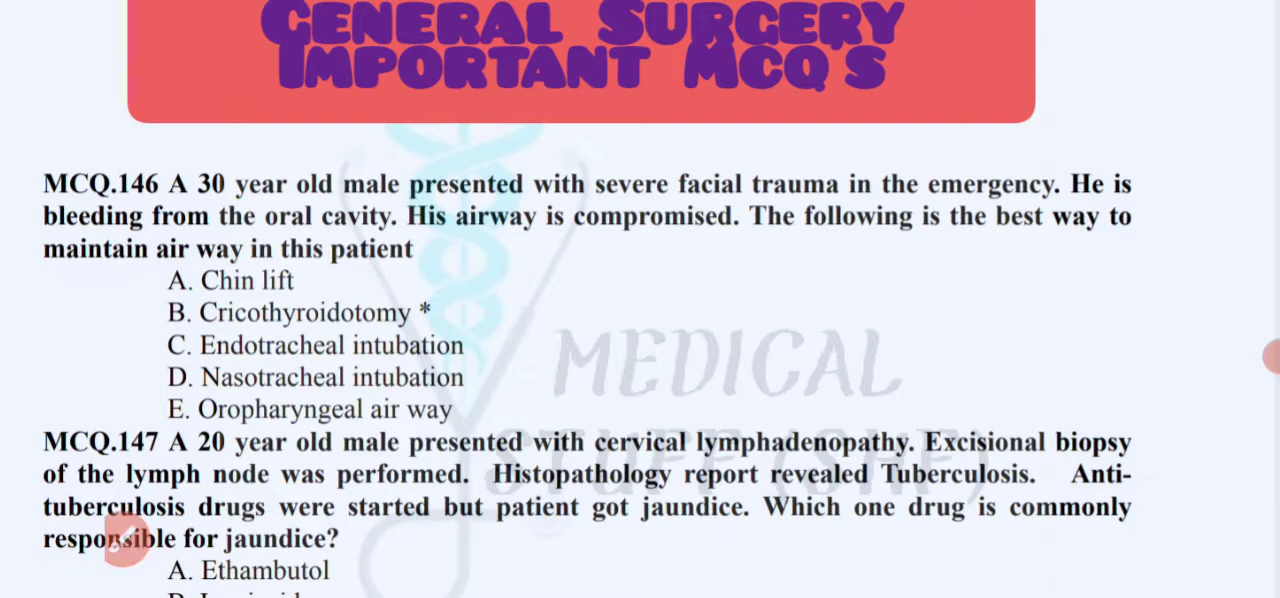 GENERAL SURGERY
IMPORTANT MCQ'S
MCQ.146 A 30 year old male presented with severe facial trauma in the emergency. He is
bleeding from the oral cavity. His airway is compromised. The following is the best way to
maintain air way in this patient
A. Chin lift
B. Cricothyroidotomy *
C. Endotracheal intubation
D. Nasotracheal intubation
E. Oropharyngeal air way
MEDICAL
STUFF (SHF)
MCQ.147 A 20 year old male presented with cervical lymphadenopathy. Excisional biopsy
of the lymph node was performed. Histopathology report revealed Tuberculosis. Anti-
tuberculosis drugs were started but patient got jaundice. Which one drug is commonly
responsible for jaundice?
A. Ethambutol